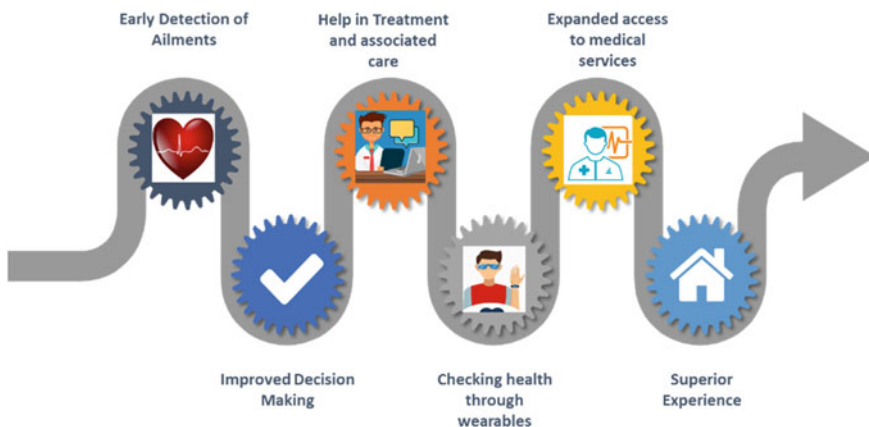 Early Detection of
Ailments
Help in Treatment
and associated
care
Expanded access
to medical
services
Improved Decision
Making
Checking health
through
wearables
Superior
Experience